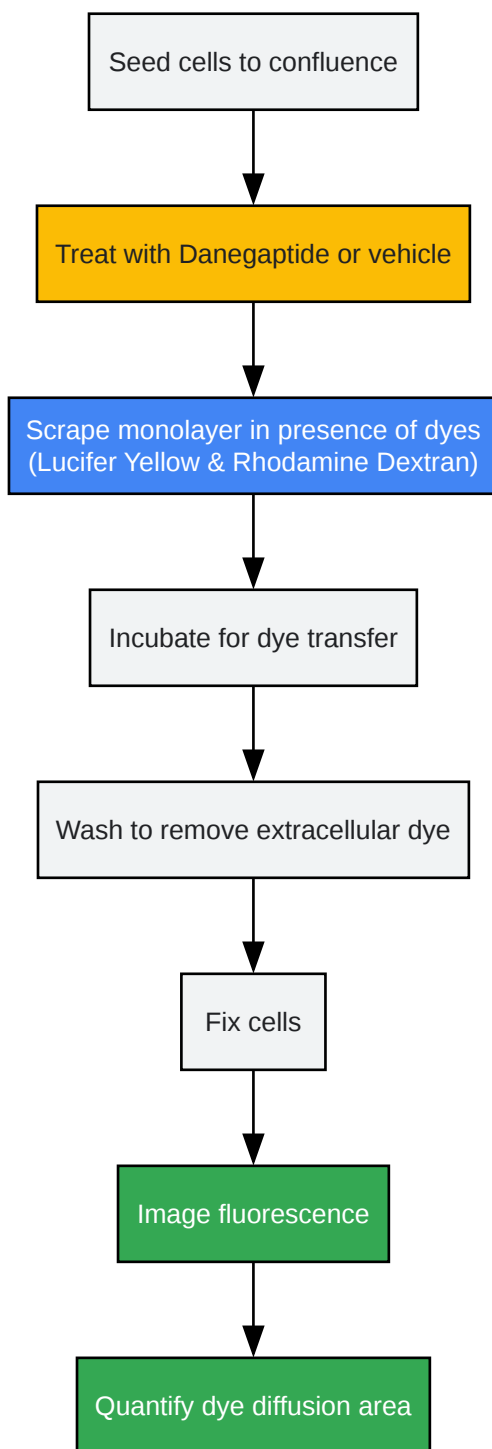 Seed cells to confluence
Treat with Danegaptide or vehicle
Scrape monolayer in presence of dyes
(Lucifer Yellow & Rhodamine Dextran)
Incubate for dye transfer
Wash to remove extracellular dye
Fix cells
Image fluorescence
Quantify dye diffusion area